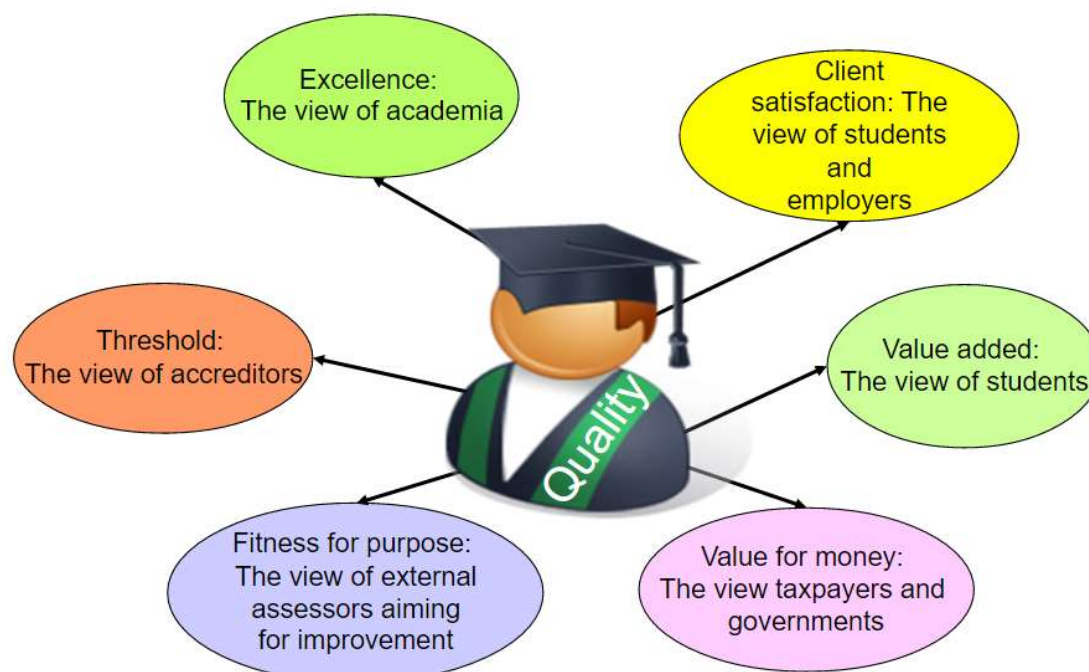 Excellence:
The view of academia
Client
satisfaction: The
view of students
and
employers
Threshold:
The view of accreditors
Value added:
The view of students
Quality
Fitness for purpose:
The view of external
assessors aiming
for improvement
Value for money:
The view taxpayers and
governments